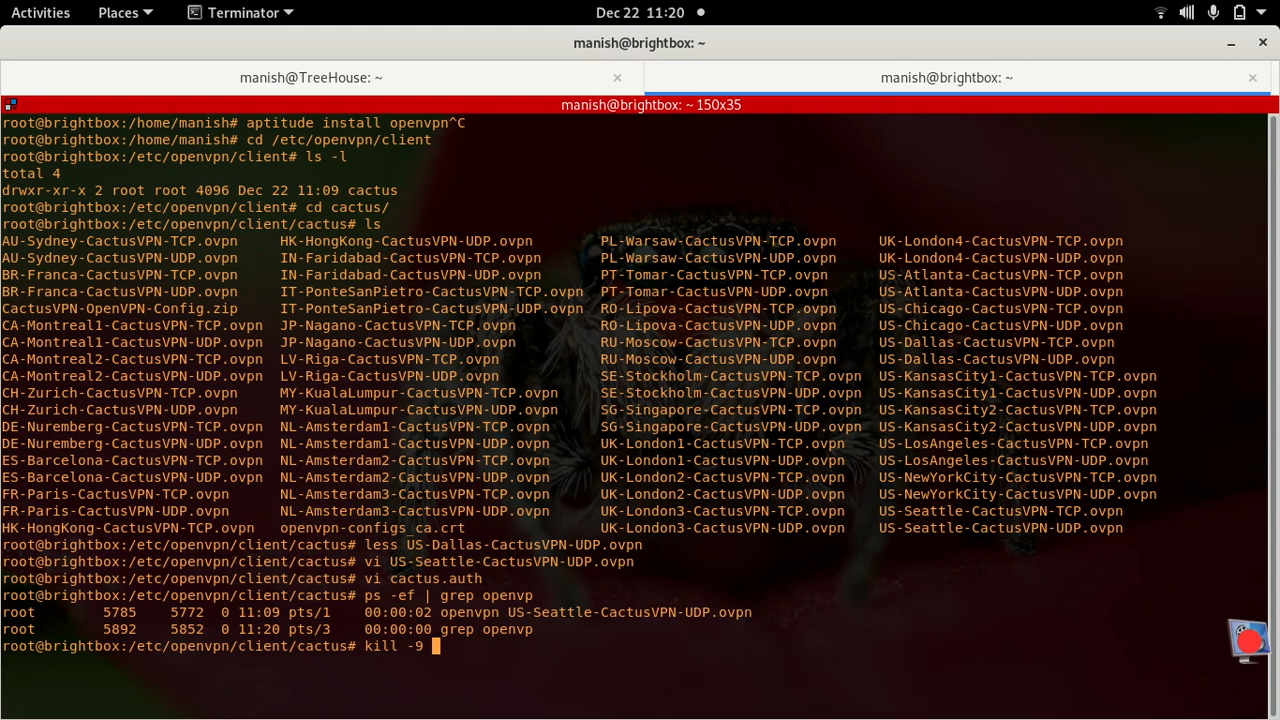 Activities Places Terminator Dec 22 11:20
manish@brightbox: ~
manish@TreeHouse: ~ manish@brightbox: ~
manish@brightbox: ~ 150x35
root@brightbox:/home/manish# aptitude install openvpn^C
root@brightbox:/home/manish# cd /etc/openvpn/client
root@brightbox:/etc/openvpn/client# ls -l
total 4
drwxr-xr-x 2 root root 4096 Dec 22 11:09 cactus
root@brightbox:/etc/openvpn/client# cd cactus/
root@brightbox:/etc/openvpn/client/cactus# ls
AU-Sydney-CactusVPN-TCP.ovpn HK-HongKong-CactusVPN-UDP.ovpn PL-Warsaw-CactusVPN-TCP.ovpn UK-London4-CactusVPN-TCP.ovpn
AU-Sydney-CactusVPN-UDP.ovpn IN-Faridabad-CactusVPN-TCP.ovpn PL-Warsaw-CactusVPN-UDP.ovpn UK-London4-CactusVPN-UDP.ovpn
BR-Franca-CactusVPN-TCP.ovpn IN-Faridabad-CactusVPN-UDP.ovpn PT-Tomar-CactusVPN-TCP.ovpn US-Atlanta-CactusVPN-TCP.ovpn
BR-Franca-CactusVPN-UDP.ovpn IT-PonteSanPietro-CactusVPN-TCP.ovpn PT-Tomar-CactusVPN-UDP.ovpn US-Atlanta-CactusVPN-UDP.ovpn
CactusVPN-OpenVPN-Config.zip IT-PonteSanPietro-CactusVPN-UDP.ovpn RO-Lipova-CactusVPN-TCP.ovpn US-Chicago-CactusVPN-TCP.ovpn
CA-Montreal1-CactusVPN-TCP.ovpn JP-Nagano-CactusVPN-TCP.ovpn RO-Lipova-CactusVPN-UDP.ovpn US-Chicago-CactusVPN-UDP.ovpn
CA-Montreal1-CactusVPN-UDP.ovpn JP-Nagano-CactusVPN-UDP.ovpn RU-Moscow-CactusVPN-TCP.ovpn US-Dallas-CactusVPN-TCP.ovpn
CA-Montreal2-CactusVPN-TCP.ovpn LV-Riga-CactusVPN-TCP.ovpn RU-Moscow-CactusVPN-UDP.ovpn US-Dallas-CactusVPN-UDP.ovpn
CA-Montreal2-CactusVPN-UDP.ovpn LV-Riga-CactusVPN-UDP.ovpn SE-Stockholm-CactusVPN-TCP.ovpn US-KansasCity1-CactusVPN-TCP.ovpn
CH-Zurich-CactusVPN-TCP.ovpn MY-KualaLumpur-CactusVPN-TCP.ovpn SE-Stockholm-CactusVPN-UDP.ovpn US-KansasCity1-CactusVPN-UDP.ovpn
CH-Zurich-CactusVPN-UDP.ovpn MY-KualaLumpur-CactusVPN-UDP.ovpn SG-Singapore-CactusVPN-TCP.ovpn US-KansasCity2-CactusVPN-TCP.ovpn
DE-Nuremberg-CactusVPN-TCP.ovpn NL-Amsterdam1-CactusVPN-TCP.ovpn SG-Singapore-CactusVPN-UDP.ovpn US-KansasCity2-CactusVPN-UDP.ovpn
DE-Nuremberg-CactusVPN-UDP.ovpn NL-Amsterdam1-CactusVPN-UDP.ovpn UK-London1-CactusVPN-TCP.ovpn US-LosAngeles-CactusVPN-TCP.ovpn
ES-Barcelona-CactusVPN-TCP.ovpn NL-Amsterdam2-CactusVPN-TCP.ovpn UK-London1-CactusVPN-UDP.ovpn US-LosAngeles-CactusVPN-UDP.ovpn
ES-Barcelona-CactusVPN-UDP.ovpn NL-Amsterdam2-CactusVPN-UDP.ovpn UK-London2-CactusVPN-TCP.ovpn US-NewYorkCity-CactusVPN-TCP.ovpn
FR-Paris-CactusVPN-TCP.ovpn NL-Amsterdam3-CactusVPN-TCP.ovpn UK-London2-CactusVPN-UDP.ovpn US-NewYorkCity-CactusVPN-UDP.ovpn
FR-Paris-CactusVPN-UDP.ovpn NL-Amsterdam3-CactusVPN-UDP.ovpn UK-London3-CactusVPN-TCP.ovpn US-Seattle-CactusVPN-TCP.ovpn
HK-HongKong-CactusVPN-TCP.ovpn openvpn-configs_ca.crt UK-London3-CactusVPN-UDP.ovpn US-Seattle-CactusVPN-UDP.ovpn
root@brightbox:/etc/openvpn/client/cactus# less US-Dallas-CactusVPN-UDP.ovpn
root@brightbox:/etc/openvpn/client/cactus# vi US-Seattle-CactusVPN-UDP.ovpn
root@brightbox:/etc/openvpn/client/cactus# vi cactus.auth
root@brightbox:/etc/openvpn/client/cactus# ps -ef | grep openvp
root 5785 5772 0 11:09 pts/1 00:00:02 openvpn US-Seattle-CactusVPN-UDP.ovpn
root 5892 5852 0 11:20 pts/3 00:00:00 grep openvp
root@brightbox:/etc/openvpn/client/cactus# kill -9